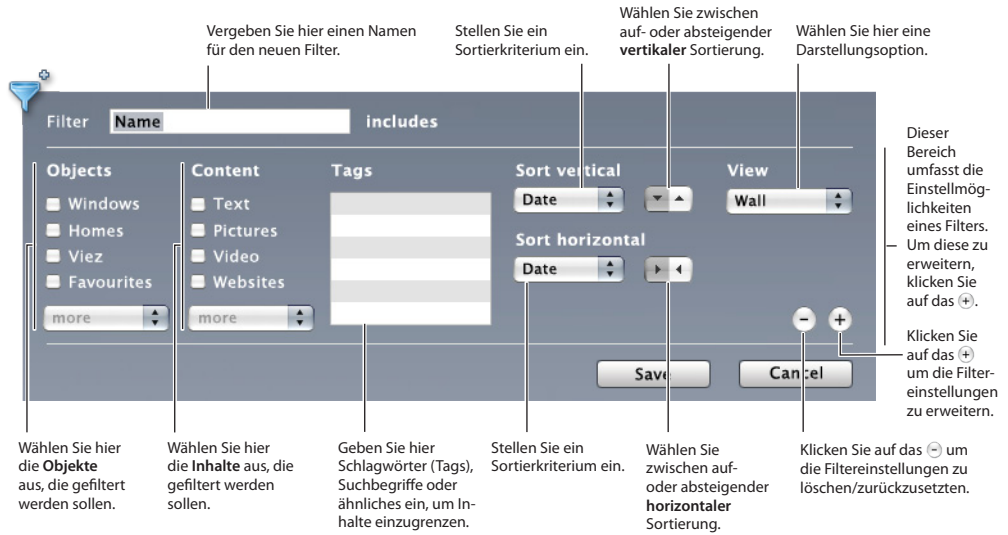 Vergeben Sie hier einen Namen
für den neuen Filter.
Stellen Sie ein
Sortierkriterium ein.
Wählen Sie zwischen
auf- oder absteigender
vertikaler Sortierung.
Wählen Sie hier eine
Darstellungsoption.
Filter Name includes
Objects
Windows
Homes
Viez
Favourites
more
Content
Text
Pictures
Video
Websites
more
Tags
Sort vertical
Date
Sort horizontal
Date
View
Wall
Save
Cancel
Dieser
Bereich
umfasst die
Einstellmög-
lichkeiten
eines Filters.
Um diese zu
erweitern,
klicken Sie
auf das +.
Klicken Sie
auf das +
um die Filter-
einstellungen
zu erweitern.
Wählen Sie hier
die Objekte
aus, die gefiltert
werden sollen.
Wählen Sie hier
die Inhalte aus, die
gefiltert werden
sollen.
Geben Sie hier
Schlagwörter (Tags),
Suchbegriffe oder
ähnliches ein, um In-
halte einzugrenzen.
Stellen Sie ein
Sortierkriterium ein.
Wählen Sie
zwischen auf-
oder absteigender
horizontaler
Sortierung.
Klicken Sie auf das - um
die Filtereinstellungen zu
löschen/zurückzusetzten.